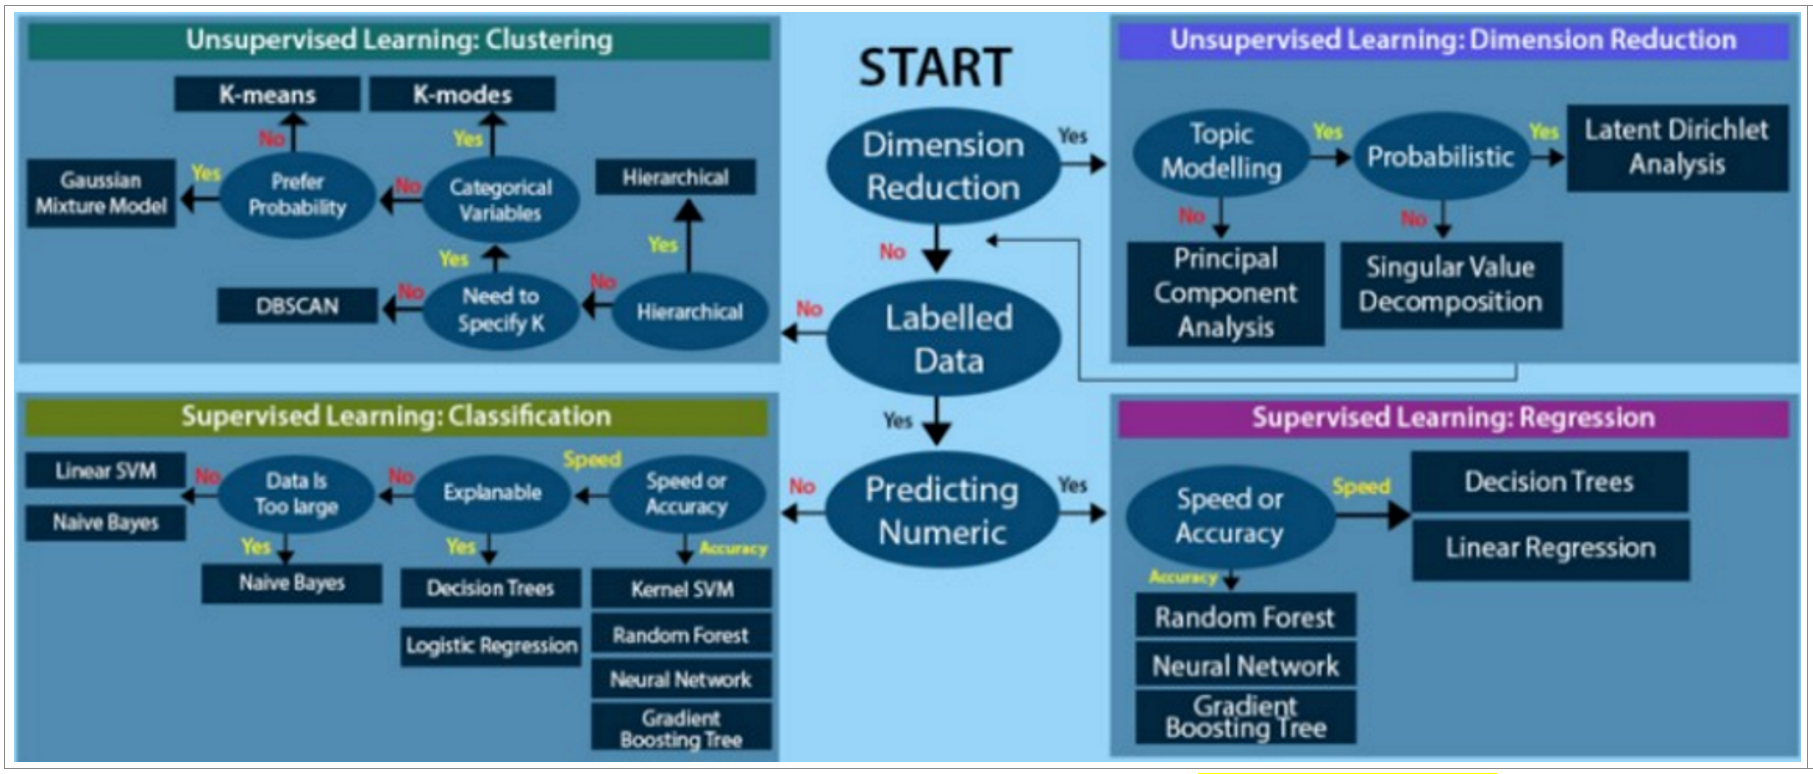 Unsupervised Learning: Clustering
K-means
K-modes
No
Yes
Gaussian
Mixture Model
Yes
Prefer
Probability
No
Categorical
Variables
Hierarchical
Yes
Yes
DBSCAN
No
Need to
Specify K
No
Hierarchical
START
Dimension
Reduction
Yes
No
Labelled
Data
No
Yes
Predicting
Numeric
No
Yes
Unsupervised Learning: Dimension Reduction
Topic
Modelling
Yes
Probabilistic
Yes
Latent Dirichlet
Analysis
No
No
Principal
Component
Analysis
Singular Value
Decomposition
Supervised Learning: Classification
Linear SVM
Naive Bayes
No
Data Is
Too large
No
Explanable
Speed
Speed or
Accuracy
Yes
Yes
Accuracy
Naive Bayes
Decision Trees
Logistic Regression
Kernel SVM
Random Forest
Neural Network
Gradient
Boosting Tree
Supervised Learning: Regression
Speed or
Accuracy
Speed
Decision Trees
Linear Regression
Accuracy
Random Forest
Neural Network
Gradient
Boosting Tree